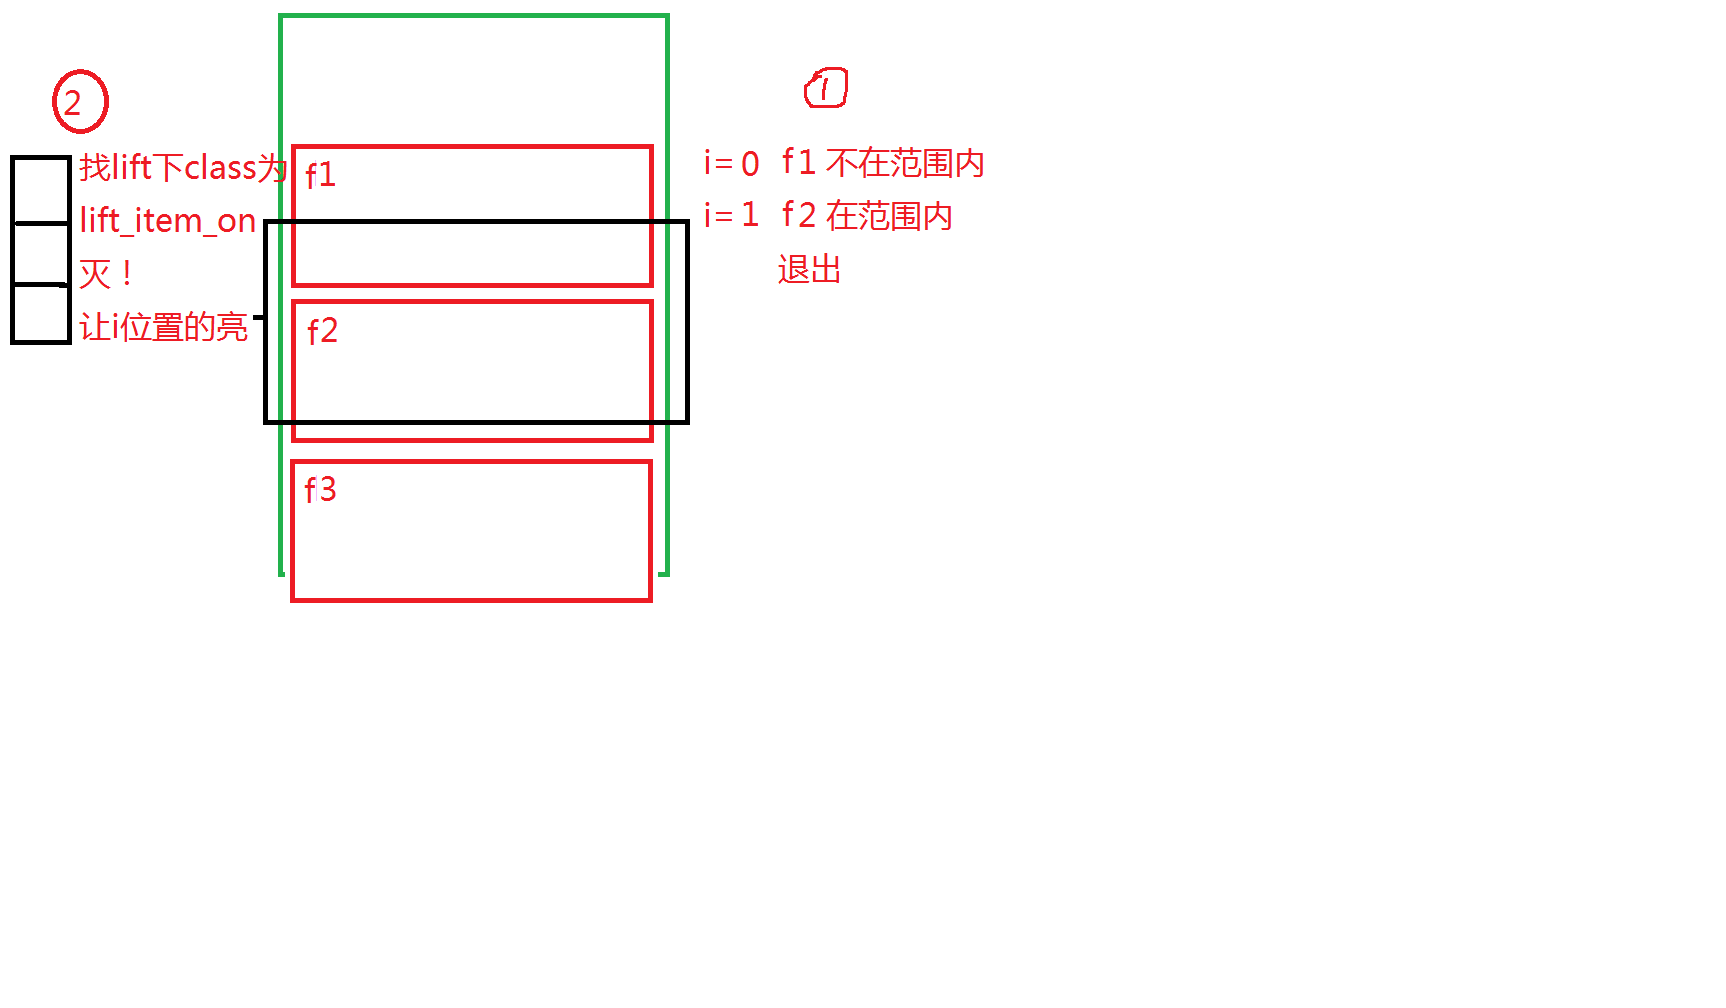 2
找lift下class为
lift_item_on
灭！
让i位置的亮
f1
f2
f3
1
i=0 f1 不在范围内
i=1 f2 在范围内
退出